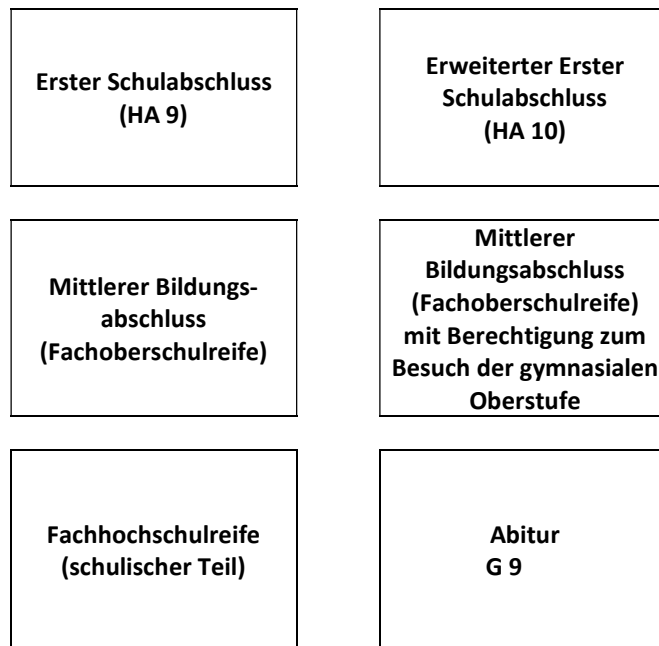 Erster Schulabschluss
(HA 9)
Erweiterter Erster
Schulabschluss
(HA 10)
Mittlerer Bildungs-
abschluss
(Fachoberschulreife)
Mittlerer
Bildungsabschluss
(Fachoberschulreife)
mit Berechtigung zum
Besuch der gymnasialen
Oberstufe
Fachhochschulreife
(schulischer Teil)
Abitur
G 9